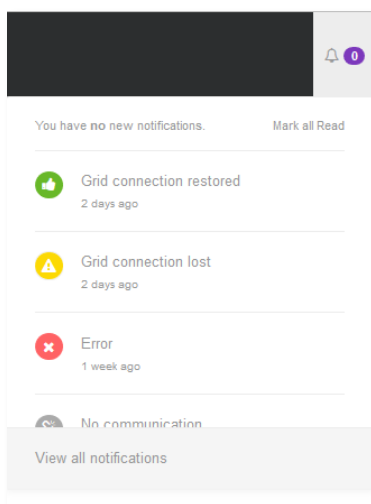 0
You have no new notifications. Mark all Read
Grid connection restored
2 days ago
Grid connection lost
2 days ago
Error
1 week ago
No communication
View all notifications